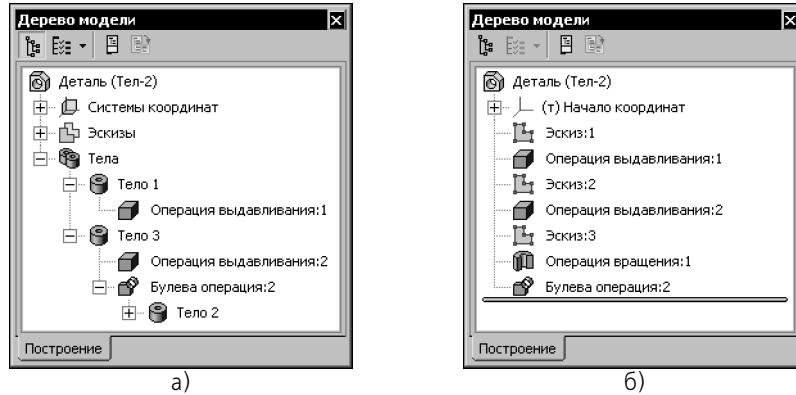 Дерево модели
Деталь (Тел-2)
Системы координат
Эскизы
Тела
Тело 1
Операция выдавливания:1
Тело 3
Операция выдавливания:2
Булева операция:2
Тело 2
Построение
а)
Дерево модели
Деталь (Тел-2)
(т) Начало координат
Эскиз:1
Операция выдавливания:1
Эскиз:2
Операция выдавливания:2
Эскиз:3
Операция вращения:1
Булева операция:2
Построение
б)